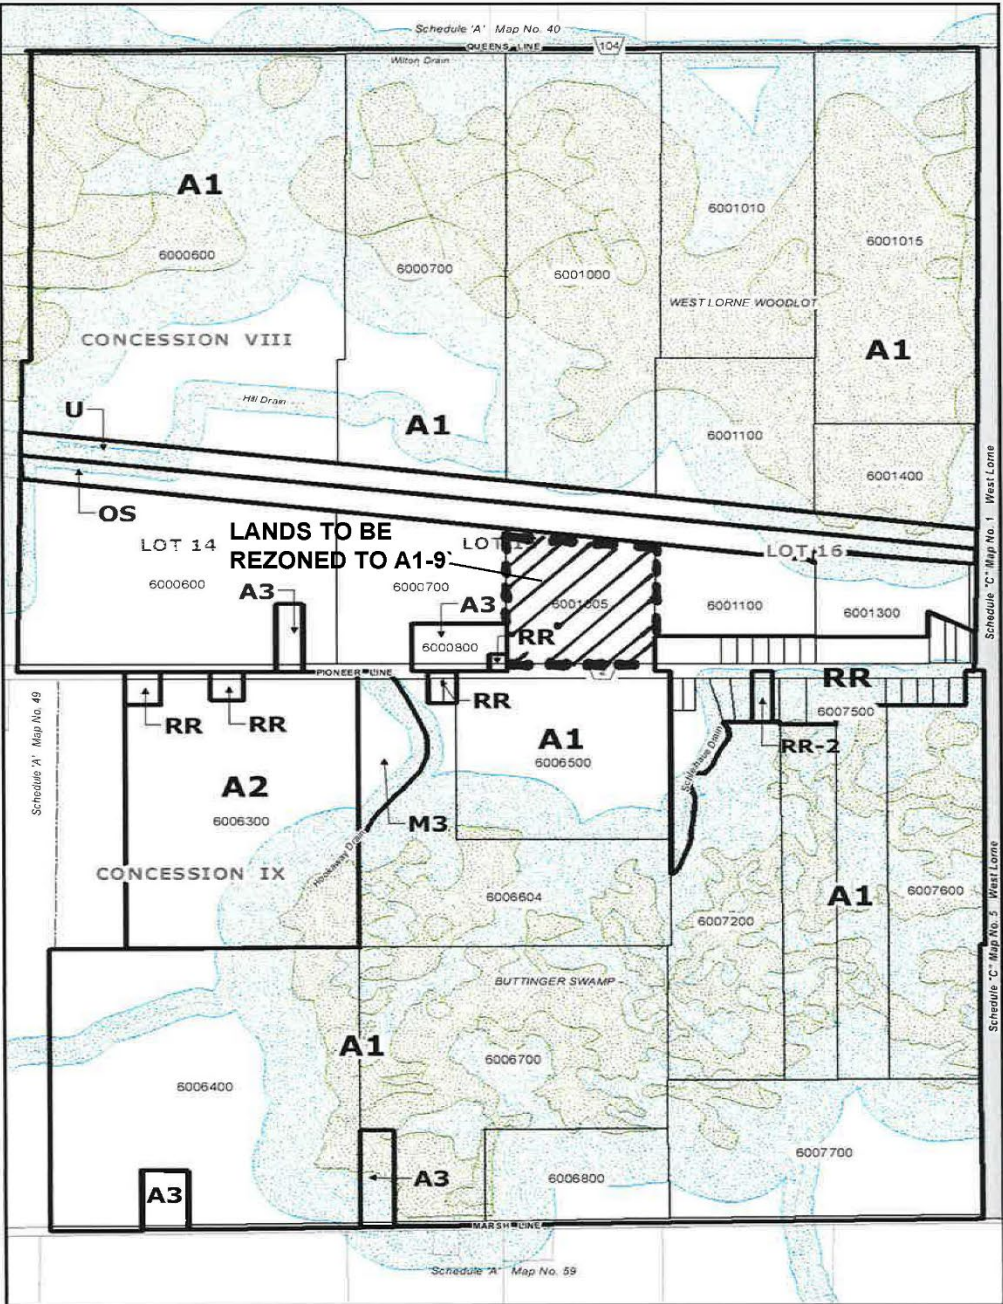 Schedule 'A' Map No. 40
QUEENS LINE
104
Wilton Drain
A1
6001010
6001015
6000600
6000700
6001000
WEST LORNE WOODLOT
CONCESSION VIII
A1
Hill Drain
U
A1
6001100
6001400
Schedule "C" Map No. 1 West Lorne
OS
LANDS TO BE
REZONED TO A1-9
LOT 14
LOT
LOT 16
6000600
6000700
A3
A3
6001005
6001100
6001300
6000800
RR
PIONEER LINE
RR
RR
RR
RR
6007500
Schedule 'A' Map No. 49
A1
6006500
RR-2
A2
6006300
M3
Hookaway Drain
CONCESSION IX
6006604
6007200
A1
6007600
Schedule "C" Map No. 5 West Lorne
BUTTINGER SWAMP
A1
6006700
6006400
6007700
A3
A3
6006800
MARSH LINE
Schedule "A" Map No. 59